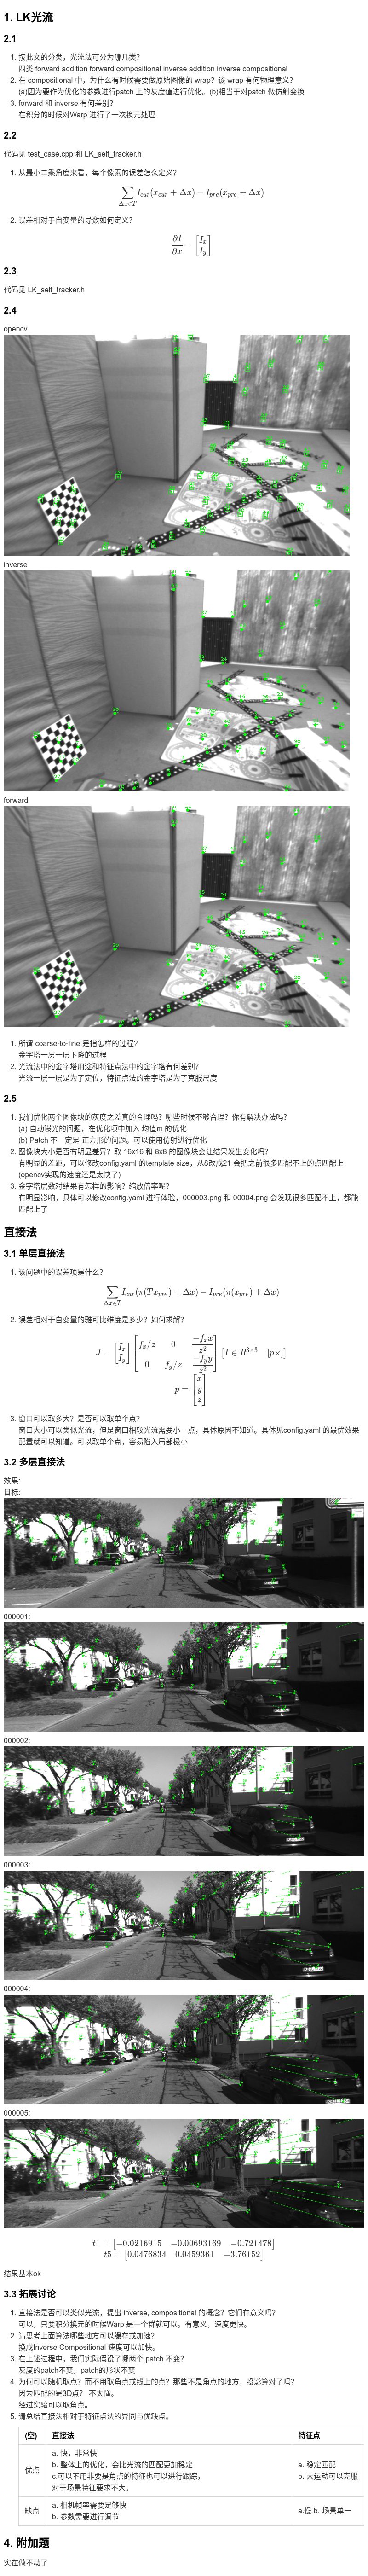 1. LK光流
2.1
1. 按此文的分类，光流法可分为哪几类?
四类 forward addition forward compositional inverse addition inverse compositional
2. 在 compositional 中，为什么有时候需要做原始图像的 wrap？该 wrap 有何物理意义？
(a)因为要作为优化的参数进行patch 上的灰度值进行优化。(b)相当于对patch 做仿射变换
3. forward 和 inverse 有何差别？
在积分的时候对Warp 进行了一次换元处理
2.2
代码见 test_case.cpp 和 LK_self_tracker.h
1. 从最小二乘角度来看，每个像素的误差怎么定义？
∑_{Δx∈T} I_{cur}(x_{cur} + Δx) − I_{pre}(x_{pre} + Δx)
2. 误差相对于自变量的导数如何定义？
∂I/∂x = [I_x I_y]
2.3
代码见 LK_self_tracker.h
2.4
opencv
inverse
forward
1. 所谓 coarse-to-fine 是指怎样的过程?
金字塔一层一层下降的过程
2. 光流法中的金字塔用途和特征点法中的金字塔有何差别？
光流一层一层是为了定位，特征点法的金字塔是为了克服尺度
2.5
1. 我们优化两个图像块的灰度之差真的合理吗？哪些时候不够合理？你有解决办法吗？
(a) 自动曝光的问题，在优化项中加入 均值m 的优化
(b) Patch 不一定是 正方形的问题。可以使用仿射进行优化
2. 图像块大小是否有明显差异？取 16x16 和 8x8 的图像块会让结果发生变化吗？
有明显的差距，可以修改config.yaml 的template size，从8改成21 会把之前很多匹配不上的点匹配上
(opencv实现的速度还是太快了)
3. 金字塔层数对结果有怎样的影响？缩放倍率呢？
有明显影响，具体可以修改config.yaml 进行体验，000003.png 和 00004.png 会发现很多匹配不上，都能
匹配上了
直接法
3.1 单层直接法
1. 该问题中的误差项是什么？
∑_{Δx∈T} I_{cur}(π(Tx_{pre}) + Δx) − I_{pre}(π(x_{pre}) + Δx)
2. 误差相对于自变量的雅可比维度是多少？如何求解？
J = [I_x I_y] [f_x/z 0 −f_x x/z² 0 f_y/z −f_y y/z²] [I ∈ R^{3×3} [p×]]
p = [x y z]
3. 窗口可以取多大？是否可以取单个点？
窗口大小可以类似光流，但是窗口相较光流需要小一点，具体原因不知道。具体见config.yaml 的最优效果
配置就可以知道。可以取单个点，容易陷入局部极小
3.2 多层直接法
效果:
目标:
000001:
000002:
000003:
000004:
000005:
t1 = [−0.0216915 −0.00693169 −0.721478]
t5 = [0.0476834 0.0459361 −3.76152]
结果基本ok
3.3 拓展讨论
1. 直接法是否可以类似光流，提出 inverse, compositional 的概念？它们有意义吗？
可以，只要积分换元的时候Warp 是一个群就可以。有意义，速度更快。
2. 请思考上面算法哪些地方可以缓存或加速？
换成Inverse Compositional 速度可以加快。
3. 在上述过程中，我们实际假设了哪两个 patch 不变？
灰度的patch不变，patch的形状不变
4. 为何可以随机取点？而不用取角点或线上的点？那些不是角点的地方，投影算对了吗？
因为匹配的是3D点？ 不太懂。
经过实验可以取角点。
5. 请总结直接法相对于特征点法的异同与优缺点。
(空) 直接法 特征点
优点
a. 快，非常快
b. 整体上的优化，会比光流的匹配更加稳定
c.可以不用非要是角点的特征也可以进行跟踪，
对于场景特征要求不大。
a. 稳定匹配
b. 大运动可以克服
缺点
a. 相机帧率需要足够快
b. 参数需要进行调节
a.慢 b. 场景单一
4. 附加题
实在做不动了